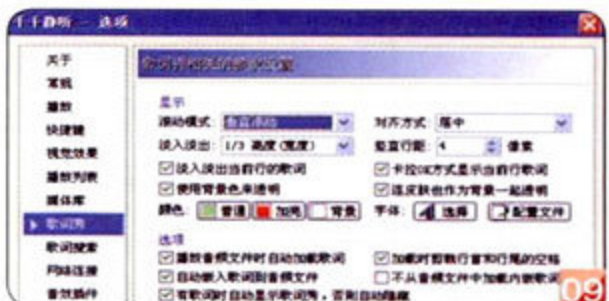 千千静听 — 选项
关于
常规
播放
快捷键
视觉效果
播放列表
媒体库
歌词秀
歌词搜索
网络连接
音效插件
显示
滚动模式: 垂直滚动
对齐方式: 居中
淡入淡出: 1/3 高度(宽度)
竖直行距: 4 像素
淡入淡出当前行的歌词
卡拉OK方式显示当前行歌词
使用背景色来透明
连皮肤也作为背景一起透明
颜色: 普通 加亮 背景
字体: 选择 配置文件
选项
播放音频文件时自动加载歌词
加载时剪裁行首和行尾的空格
自动嵌入歌词到音频文件
不从音频文件中加载内嵌歌词
有歌词时自动显示歌词秀，否则自动隐藏
09